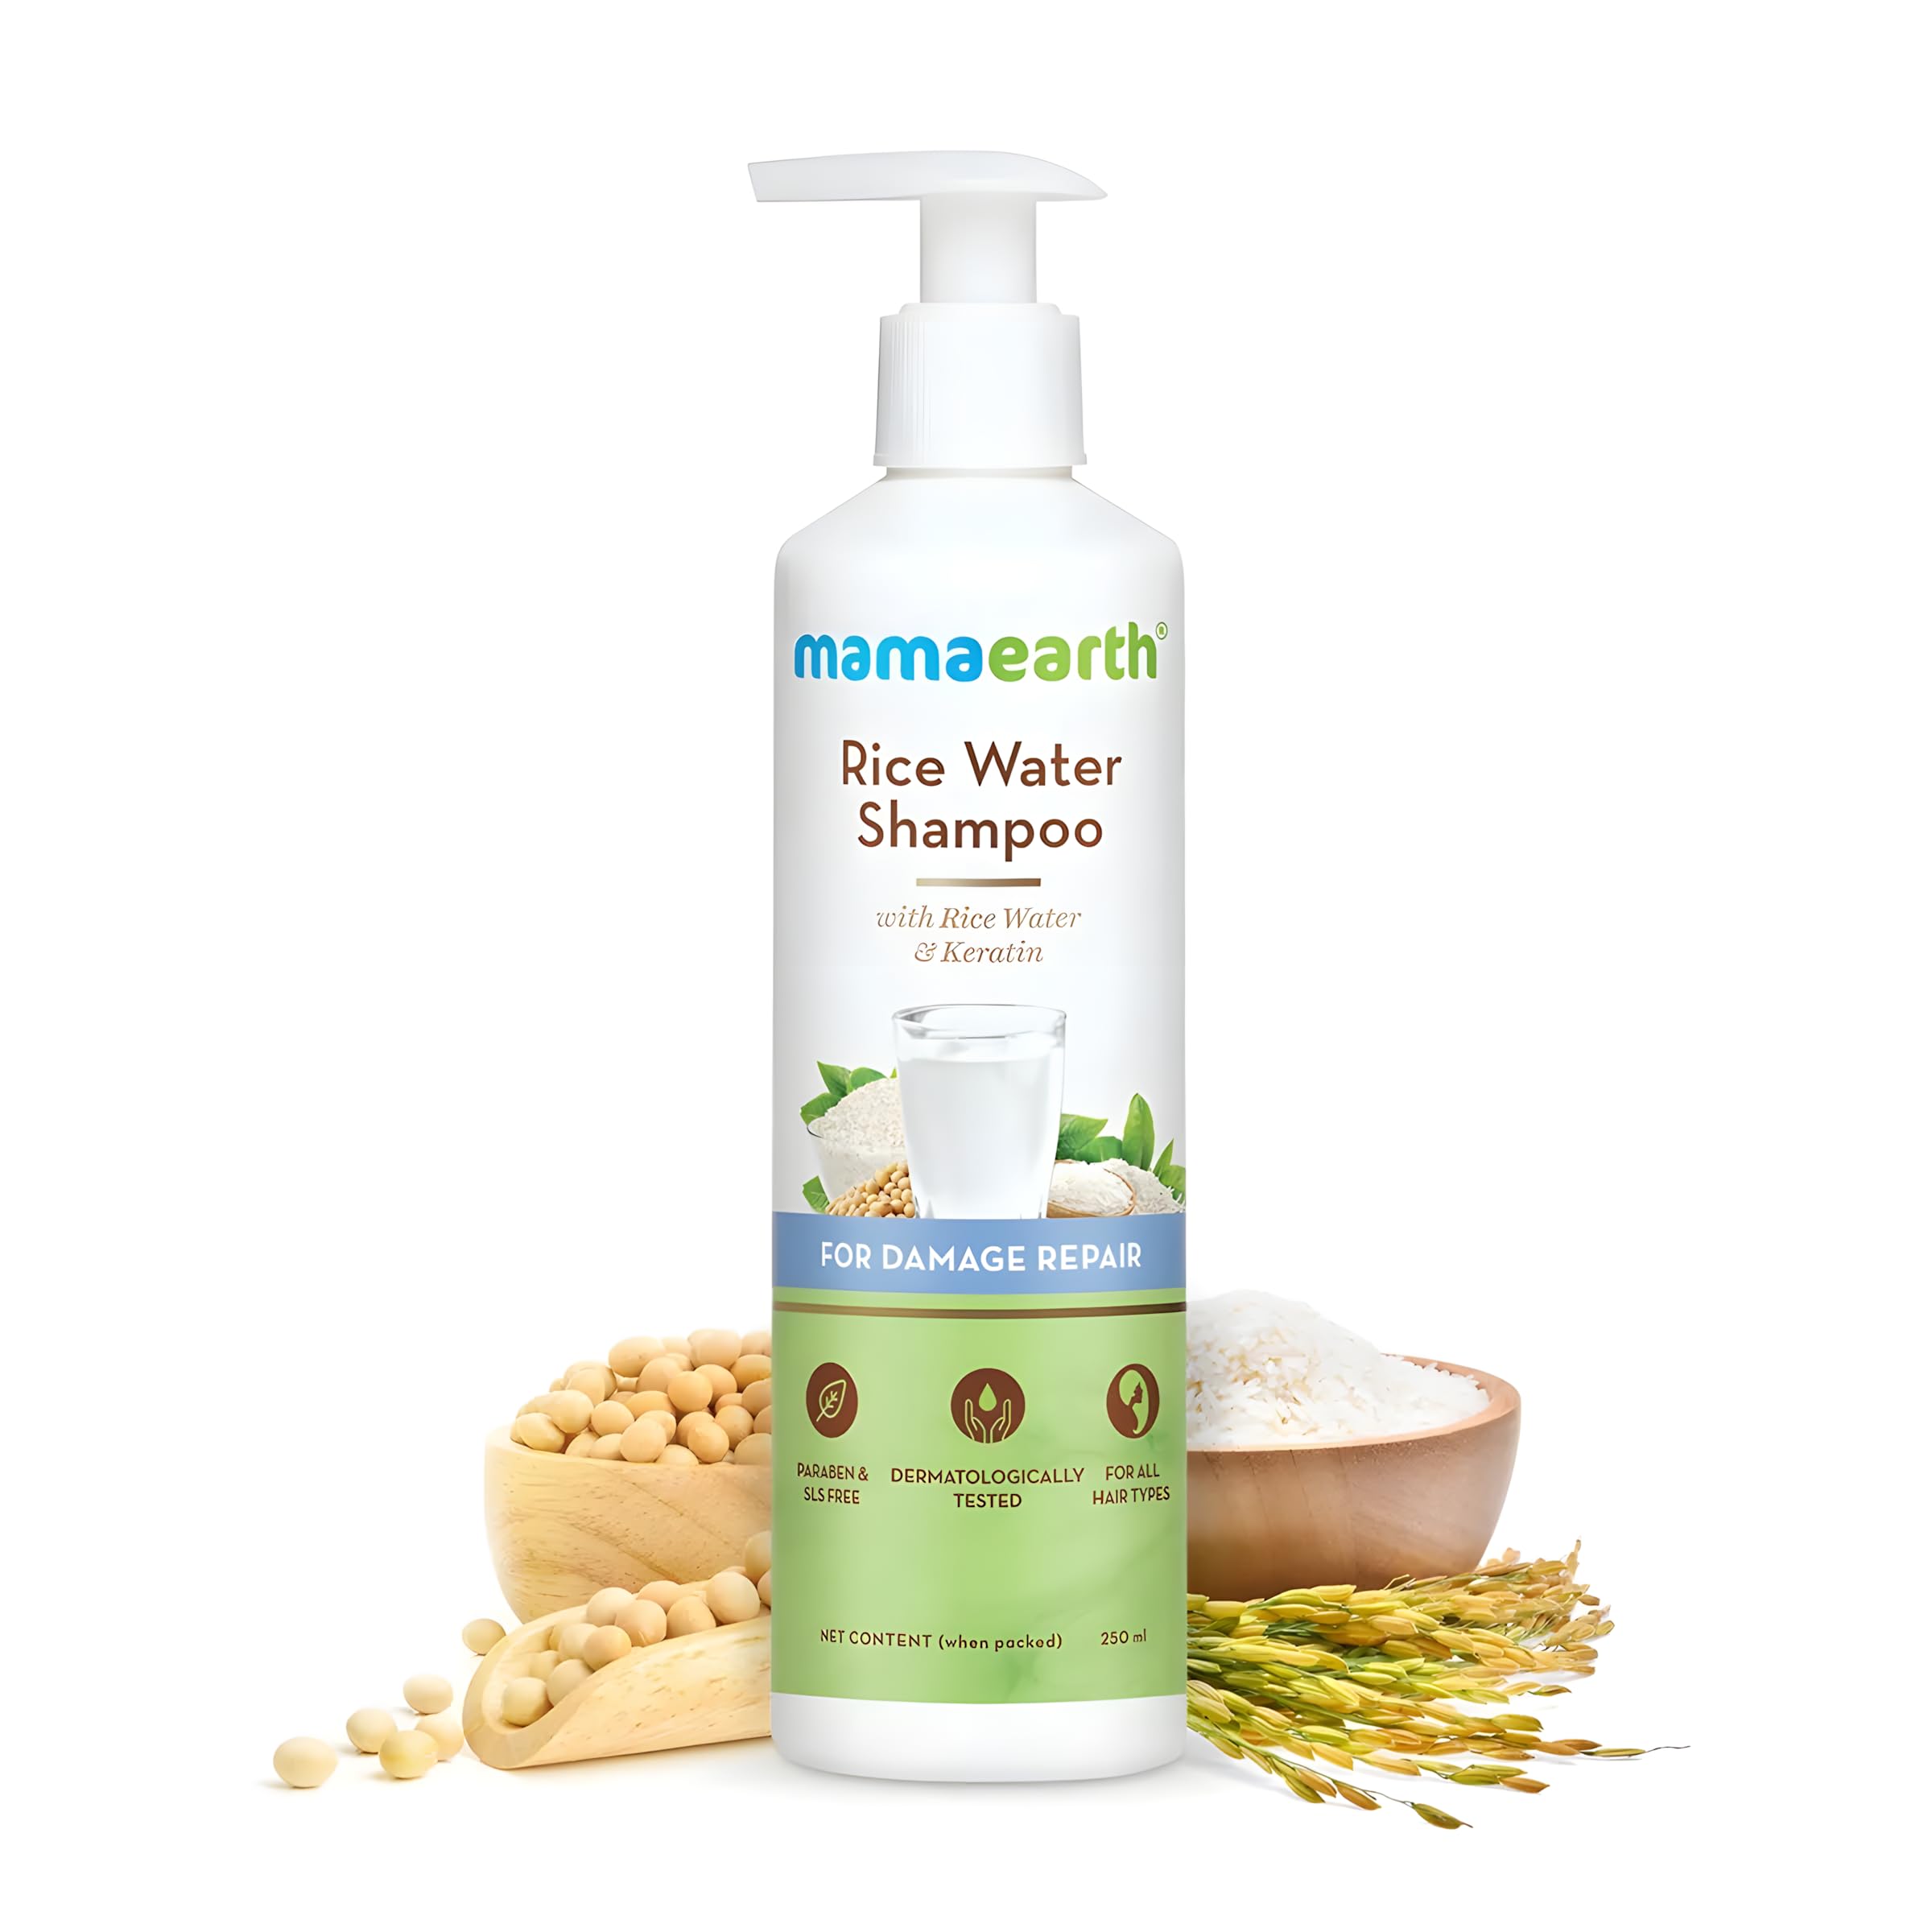 mamaearth®
Rice Water
Shampoo
with Rice Water
& Keratin
FOR DAMAGE REPAIR
PARABEN &
SLS FREE
DERMATOLOGICALLY
TESTED
FOR ALL
HAIR TYPES
NET CONTENT (when packed) 250 ml